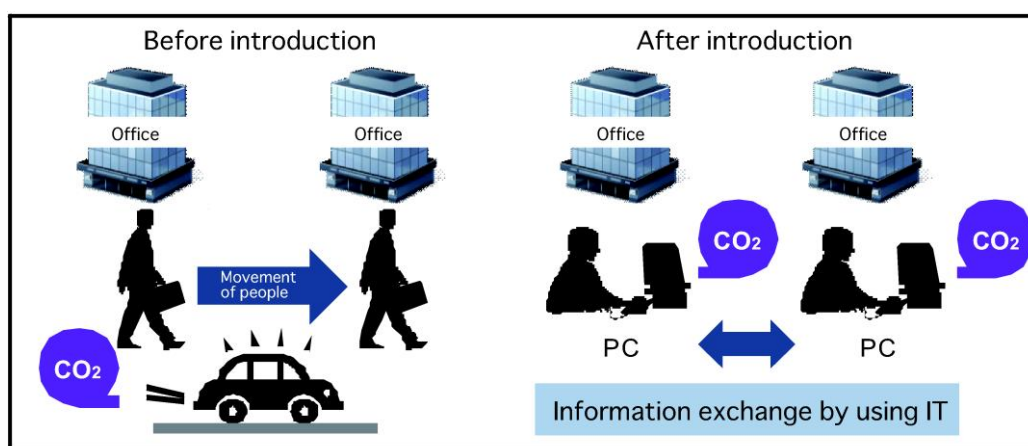 Before introduction
After introduction
Office
Office
Office
Office
Movement
of people
CO₂
CO₂
CO₂
PC
PC
Information exchange by using IT